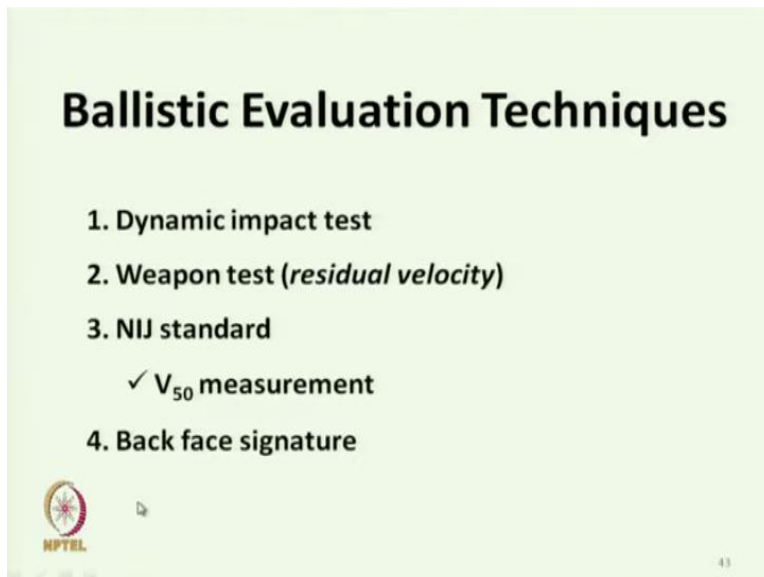 Ballistic Evaluation Techniques
1. Dynamic impact test
2. Weapon test (residual velocity)
3. NIJ standard
✓ V50 measurement
4. Back face signature
NPTEL
43